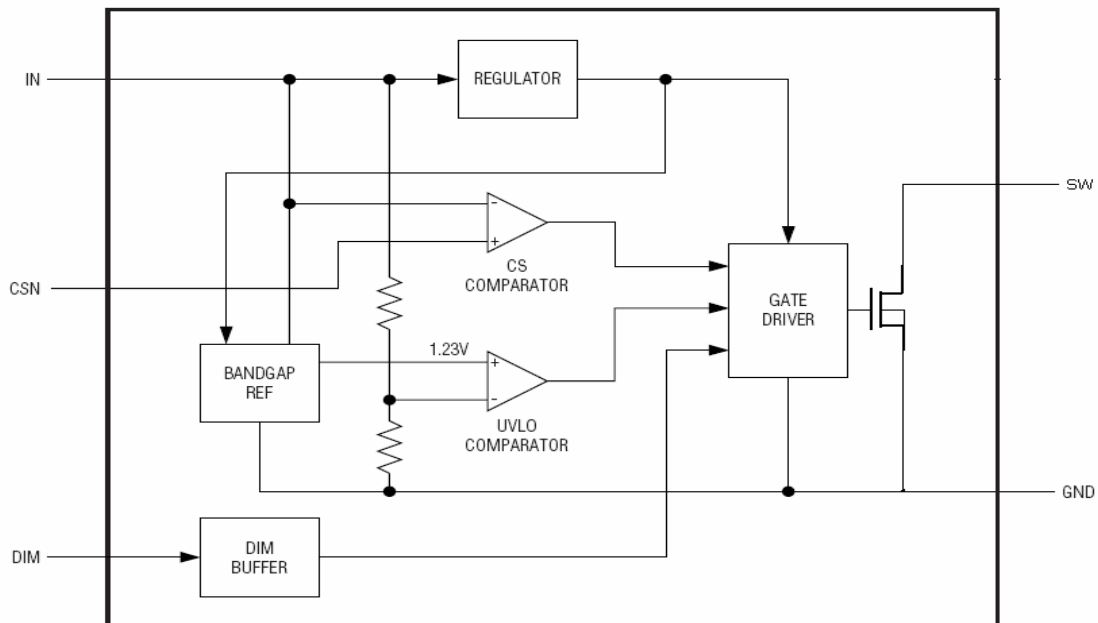 IN
REGULATOR
SW
-
+
CS
COMPARATOR
CSN
GATE
DRIVER
1.23V
BANDGAP
REF
+
-
UVLO
COMPARATOR
GND
DIM
DIM
BUFFER